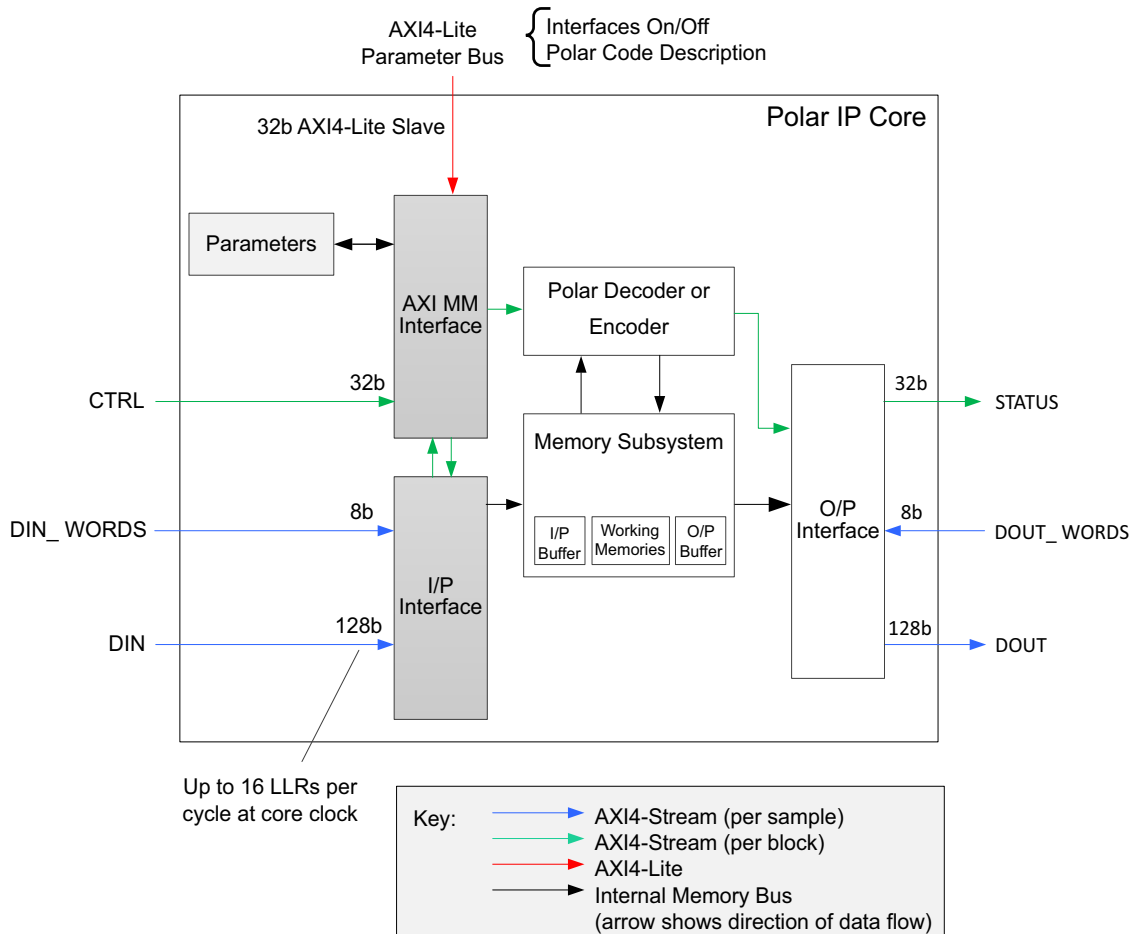 AXI4-Lite
Parameter Bus
Interfaces On/Off
Polar Code Description
Polar IP Core
32b AXI4-Lite Slave
Parameters
AXI MM
Interface
Polar Decoder or
Encoder
CTRL
32b
32b
STATUS
Memory Subsystem
I/P
Buffer
Working
Memories
O/P
Buffer
O/P
Interface
DIN_ WORDS
8b
8b
DOUT_ WORDS
I/P
Interface
DIN
128b
128b
DOUT
Up to 16 LLRs per
cycle at core clock
Key:
AXI4-Stream (per sample)
AXI4-Stream (per block)
AXI4-Lite
Internal Memory Bus
(arrow shows direction of data flow)